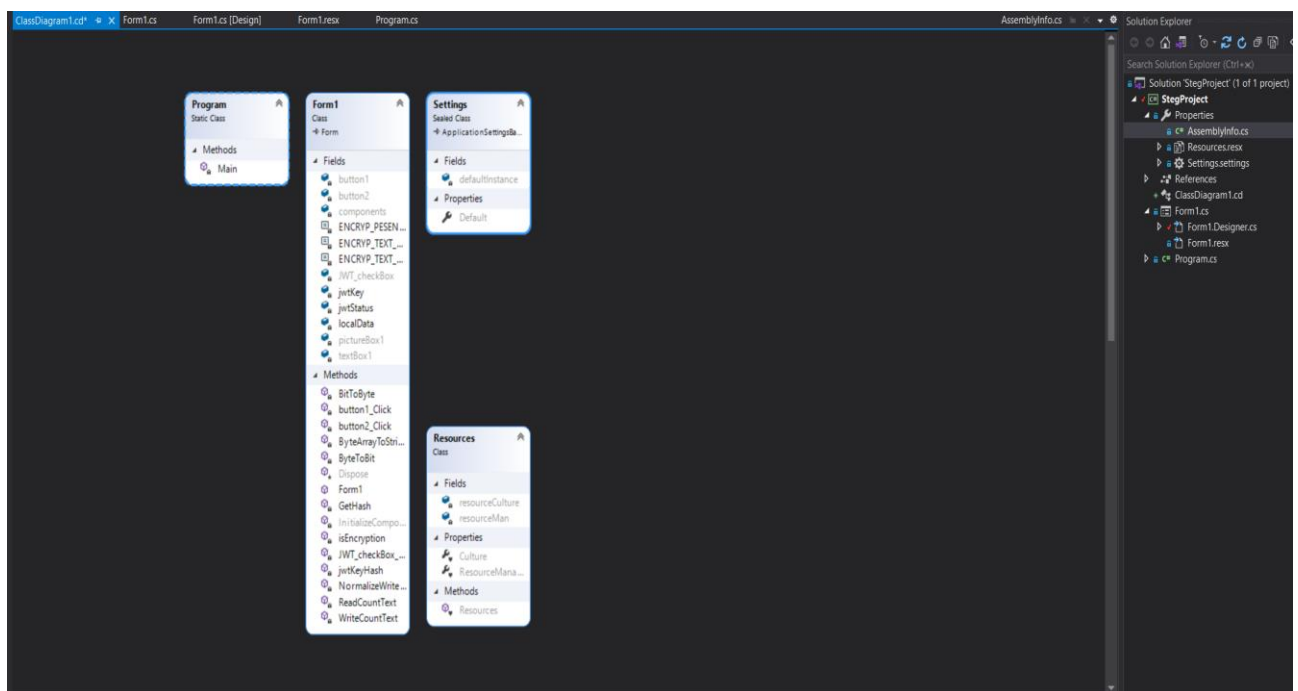 ClassDiagram1.cd*
Form1.cs
Form1.cs [Design]
Form1.resx
Program.cs
AssemblyInfo.cs
Program
Static Class
Methods
Main
Form1
Class
Form
Fields
button1
button2
components
ENCRYP_PESEN...
ENCRYP_TEXT_...
ENCRYP_TEXT_...
JWT_checkBox
jwtKey
jwtStatus
localData
pictureBox1
textBox1
Methods
BitToByte
button1_Click
button2_Click
ByteArrayToStri...
ByteToBit
Dispose
Form1
GetHash
InitializeCompo...
isEncryption
JWT_checkBox_...
jwtKeyHash
NormalizeWrite...
ReadCountText
WriteCountText
Settings
Sealed Class
ApplicationSettingsBa...
Fields
defaultInstance
Properties
Default
Resources
Class
Fields
resourceCulture
resourceMan
Properties
Culture
ResourceMana...
Methods
Resources
Solution Explorer
Search Solution Explorer (Ctrl+ж)
Solution 'StegProject' (1 of 1 project)
StegProject
Properties
AssemblyInfo.cs
Resources.resx
Settings.settings
References
ClassDiagram1.cd
Form1.cs
Form1.Designer.cs
Form1.resx
Program.cs